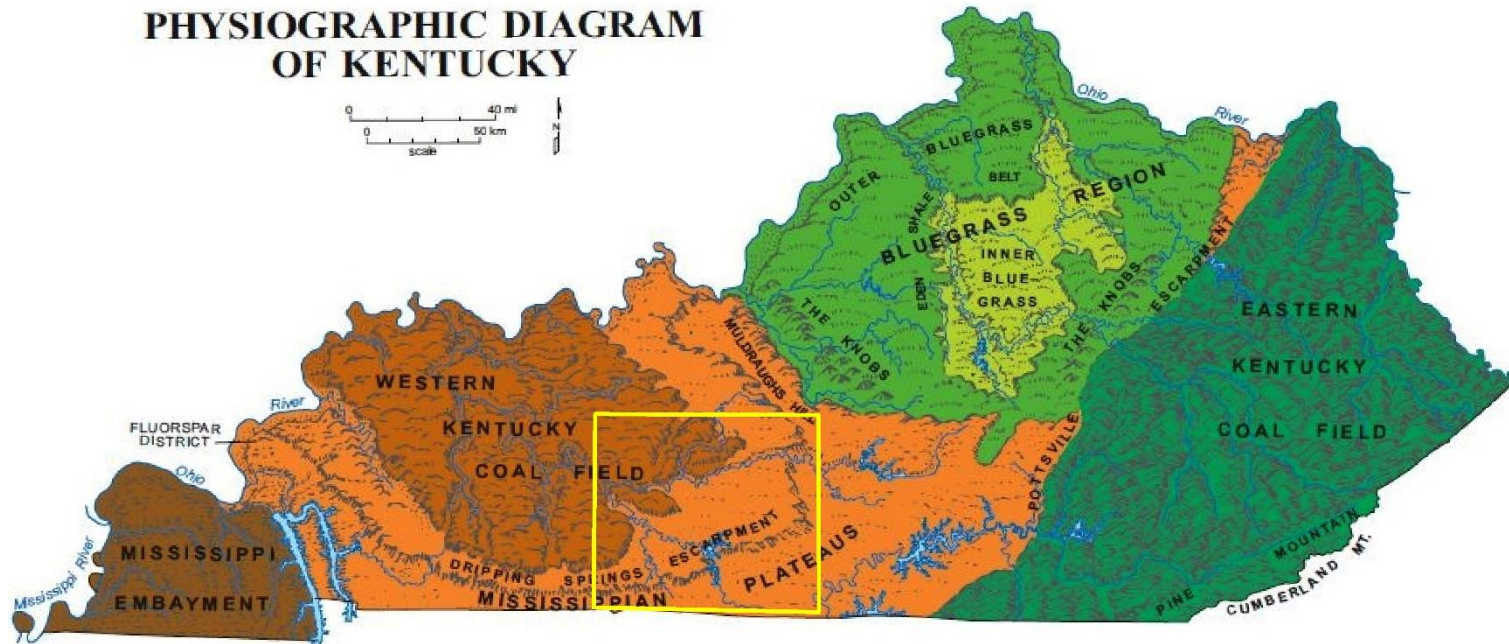 PHYSIOGRAPHIC DIAGRAM
OF KENTUCKY
0 40 mi
0 50 km
scale
N
Ohio
River
BLUEGRASS
BELT
OUTER
REGION
SHALE
BLUEGRASS
INNER
BLUE
GRASS
EDEN
THE KNOBS
THE KNOBS
ESCARPMENT
POTTSVILLE
EASTERN
KENTUCKY
COAL FIELD
MULDRAUGHS HILL
WESTERN
KENTUCKY
COAL FIELD
River
FLUORSPAR
DISTRICT
Ohio
MISSISSIPPI
EMBAYMENT
Mississippi River
DRIPPING SPRINGS ESCARPMENT
MISSISSIPPIAN
PLATEAUS
PINE MOUNTAIN
CUMBERLAND MT.